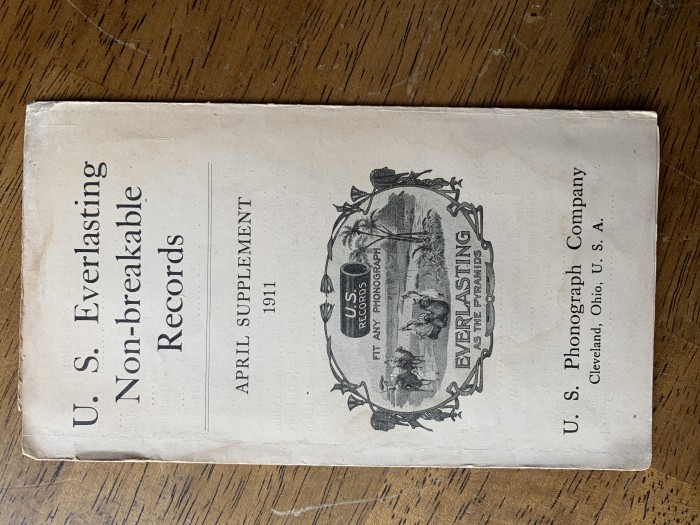 U. S. Everlasting
Non-breakable
Records
APRIL SUPPLEMENT
1911
U.S.
RECORDS
FIT ANY PHONOGRAPH
EVERLASTING
AS THE PYRAMIDS
U. S. Phonograph Company
Cleveland, Ohio, U. S. A.